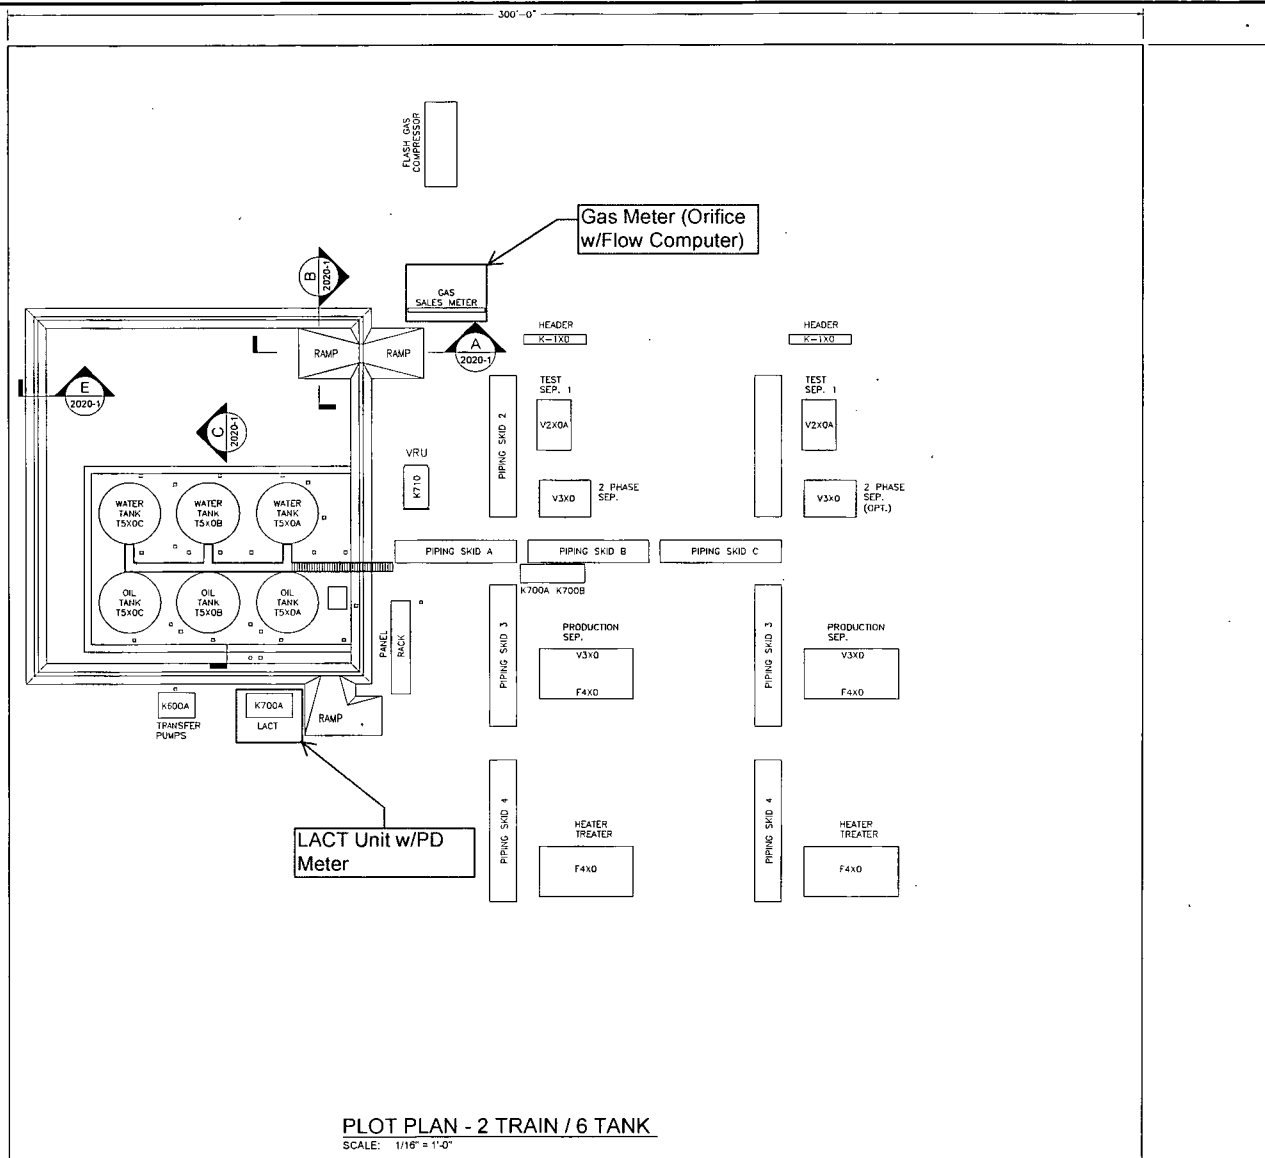 300'-0"
FLASH GAS
COMPRESSOR
Gas Meter (Orifice
w/Flow Computer)
B
2020-1
GAS
SALES METER
HEADER
K-1X0
HEADER
K-1X0
RAMP
RAMP
A
2020-1
E
2020-1
C
2020-1
TEST
SEP. 1
V2X0A
TEST
SEP. 1
V2X0A
PIPING SKID 2
VRU
K710
V3X0
2 PHASE
SEP.
V3X0
2 PHASE
SEP.
(OPT.)
WATER
TANK
T5X0C
WATER
TANK
T5X0B
WATER
TANK
T5X0A
PIPING SKID A
PIPING SKID B
PIPING SKID C
K700A K700B
OIL
TANK
T5X0C
OIL
TANK
T5X0B
OIL
TANK
T5X0A
PANEL
RACK
PIPING SKID 3
PRODUCTION
SEP.
V3X0
F4X0
PIPING SKID 3
PRODUCTION
SEP.
V3X0
F4X0
K600A
TRANSFER
PUMPS
K700A
LACT
RAMP
LACT Unit w/PD
Meter
PIPING SKID 4
HEATER
TREATER
F4X0
PIPING SKID 4
HEATER
TREATER
F4X0
PLOT PLAN - 2 TRAIN / 6 TANK
SCALE: 1/16" = 1'-0"